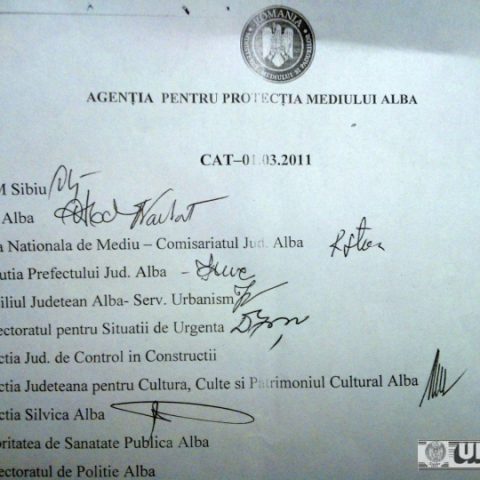 ROMANIA
AGENȚIA PENTRU PROTECȚIA MEDIULUI ALBA
CAT–01.03.2011
M Sibiu
Alba
a Nationala de Mediu – Comisariatul Jud. Alba
utia Prefectului Jud. Alba -
iliul Judetean Alba- Serv. Urbanism
ectoratul pentru Situatii de Urgenta
ctia Jud. de Control in Constructii
ctia Judeteana pentru Cultura, Culte si Patrimoniul Cultural Alba
ctia Silvica Alba
oritatea de Sanatate Publica Alba
ectoratul de Politie Alba